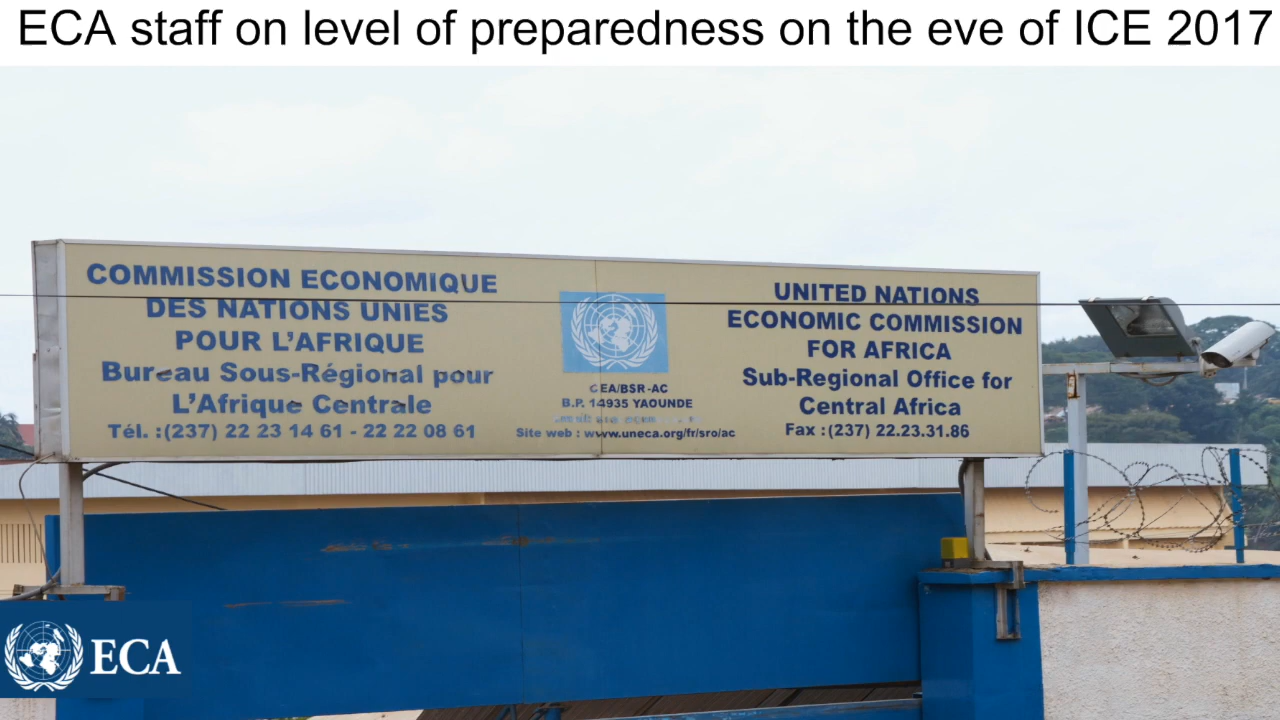 ECA staff on level of preparedness on the eve of ICE 2017
COMMISSION ECONOMIQUE
DES NATIONS UNIES
POUR L'AFRIQUE
Bureau Sous-Régional pour
L'Afrique Centrale
Tél. :(237) 22 23 14 61 - 22 22 08 61
CEA/BSR-AC
B.P. 14935 YAOUNDE
Site web : www.uneca.org/fr/sro/ac
UNITED NATIONS
ECONOMIC COMMISSION
FOR AFRICA
Sub-Regional Office for
Central Africa
Fax :(237) 22.23.31.86
ECA